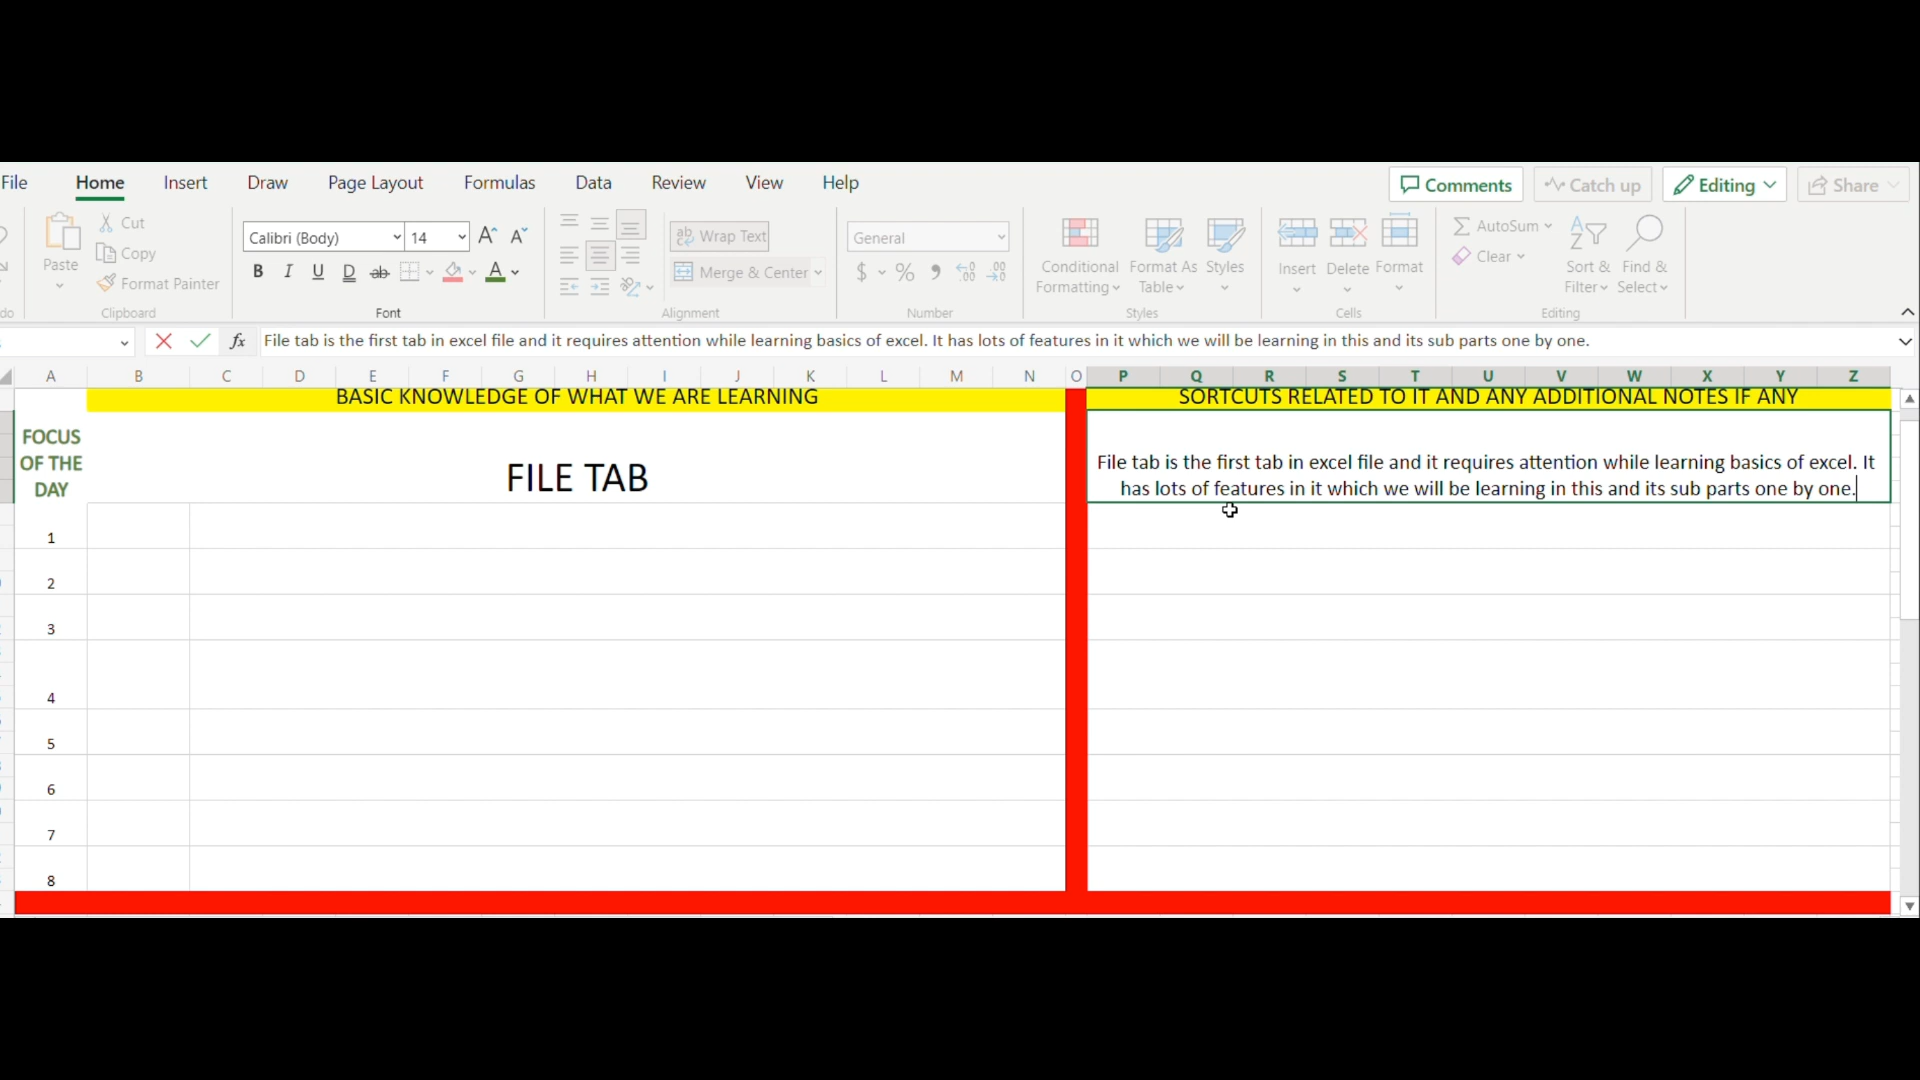 File Home Insert Draw Page Layout Formulas Data Review View Help Comments Catch up Editing Share
Paste Cut Copy Format Painter
Clipboard
Calibri (Body) 14
B I U D ab
Font
Wrap Text
Merge & Center
Alignment
General
$ %
Number
Conditional Formatting Format As Table Styles
Styles
Insert Delete Format
Cells
AutoSum
Clear
Sort & Filter Find & Select
Editing
fx File tab is the first tab in excel file and it requires attention while learning basics of excel. It has lots of features in it which we will be learning in this and its sub parts one by one.
A B C D E F G H I J K L M N O P Q R S T U V W X Y Z
BASIC KNOWLEDGE OF WHAT WE ARE LEARNING
SORTCUTS RELATED TO IT AND ANY ADDITIONAL NOTES IF ANY
FOCUS
OF THE
DAY
FILE TAB
File tab is the first tab in excel file and it requires attention while learning basics of excel. It
has lots of features in it which we will be learning in this and its sub parts one by one.
1
2
3
4
5
6
7
8